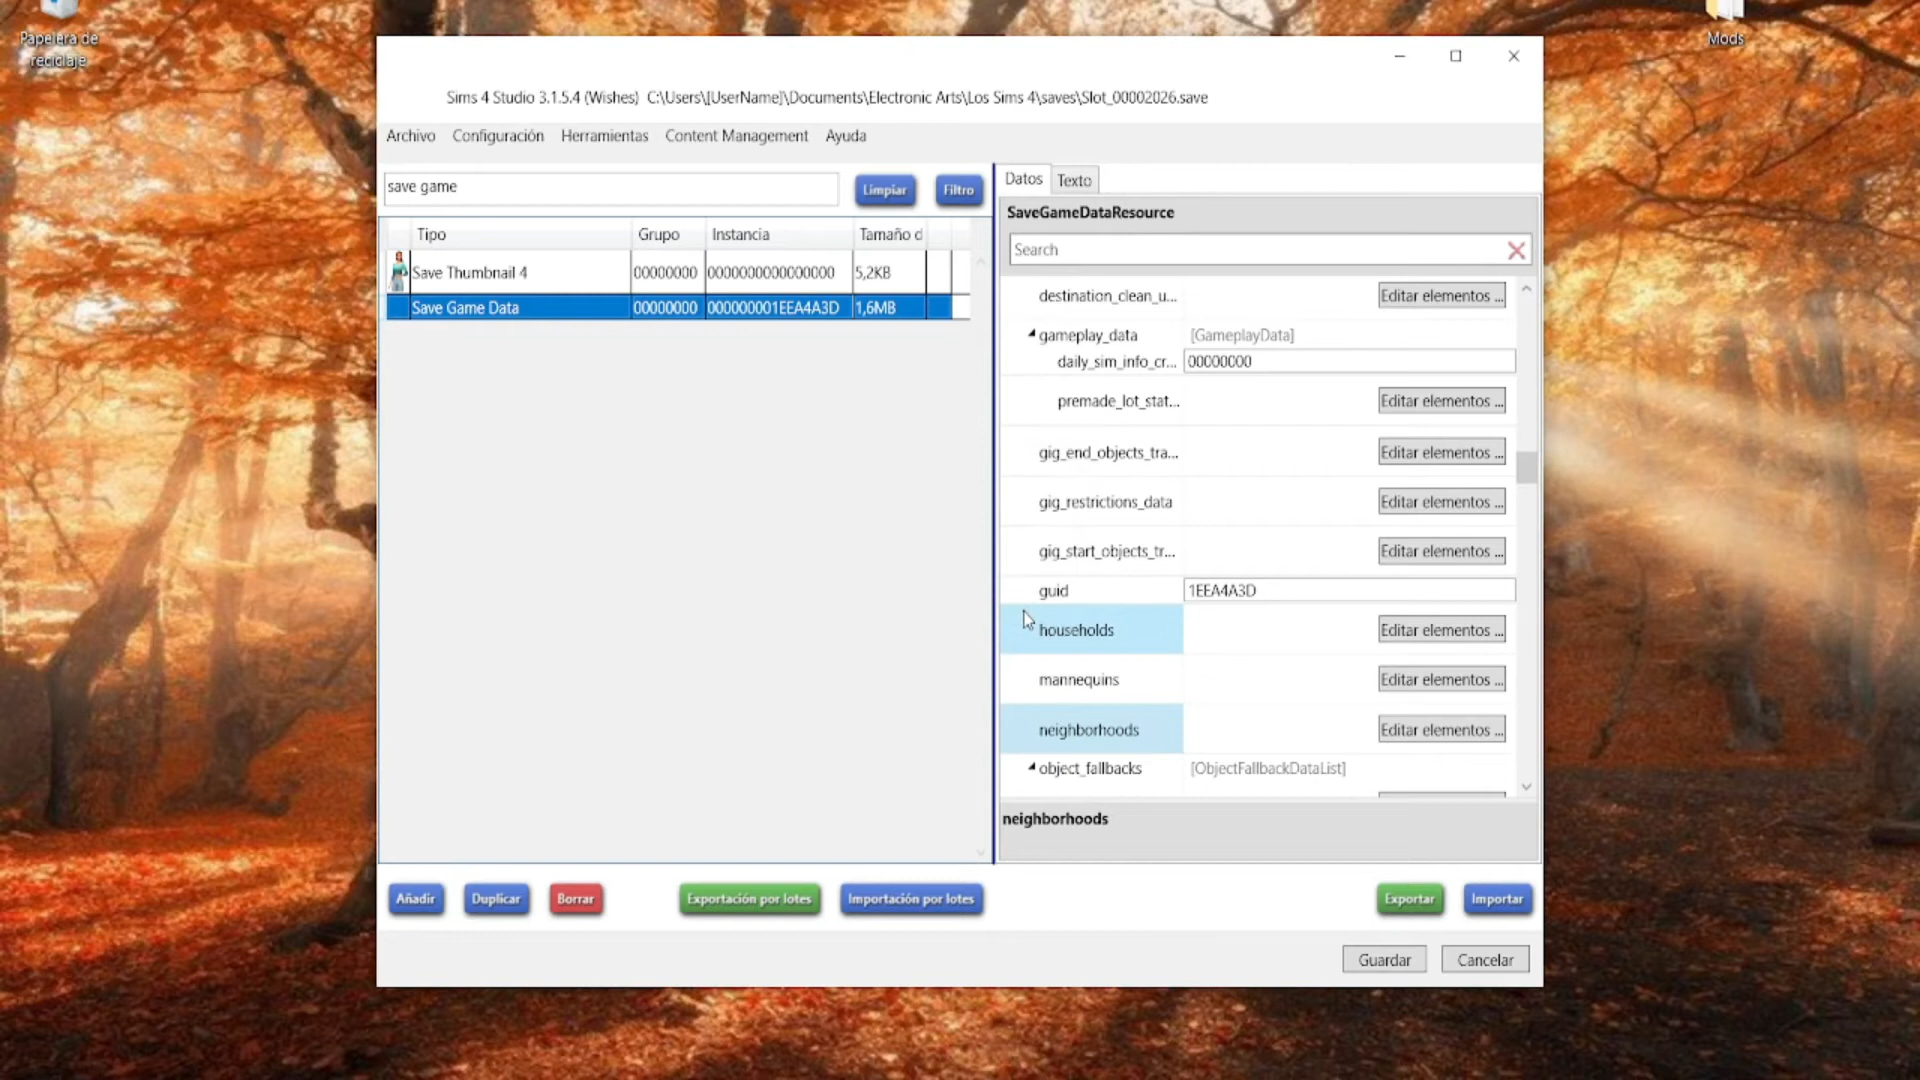 Papelera de
reciclaje
Mods
Sims 4 Studio 3.1.5.4 (Wishes) C:\Users\[UserName]\Documents\Electronic Arts\Los Sims 4\saves\Slot_00002026.save
Archivo Configuración Herramientas Content Management Ayuda
save game
Limpiar
Filtro
Tipo Grupo Instancia Tamaño d
Save Thumbnail 4 00000000 0000000000000000 5,2KB
Save Game Data 00000000 000000001EEA4A3D 1,6MB
Datos Texto
SaveGameDataResource
Search
destination_clean_u... Editar elementos ...
gameplay_data [GameplayData]
daily_sim_info_cr... 00000000
premade_lot_stat... Editar elementos ...
gig_end_objects_tra... Editar elementos ...
gig_restrictions_data Editar elementos ...
gig_start_objects_tr... Editar elementos ...
guid 1EEA4A3D
households Editar elementos ...
mannequins Editar elementos ...
neighborhoods Editar elementos ...
object_fallbacks [ObjectFallbackDataList]
neighborhoods
Añadir Duplicar Borrar Exportación por lotes Importación por lotes Exportar Importar
Guardar Cancelar